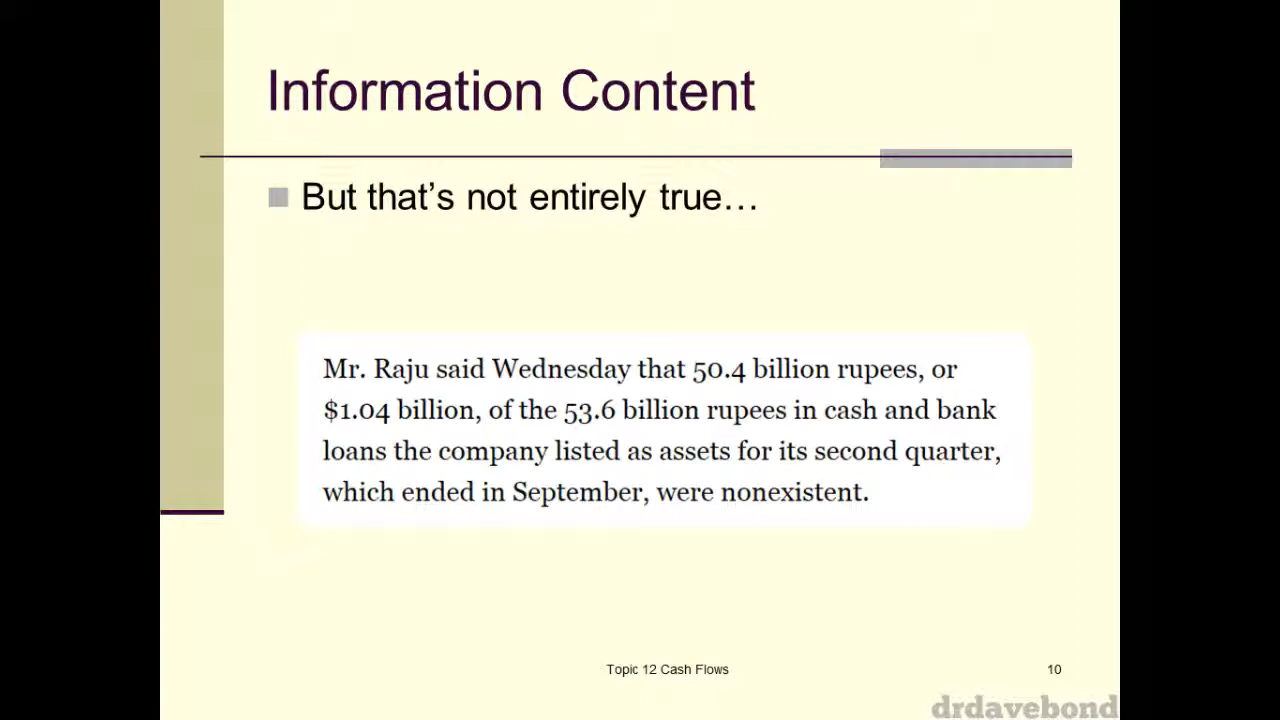 Information Content
But that’s not entirely true…
Mr. Raju said Wednesday that 50.4 billion rupees, or
$1.04 billion, of the 53.6 billion rupees in cash and bank
loans the company listed as assets for its second quarter,
which ended in September, were nonexistent.
Topic 12 Cash Flows
10
drdavebond